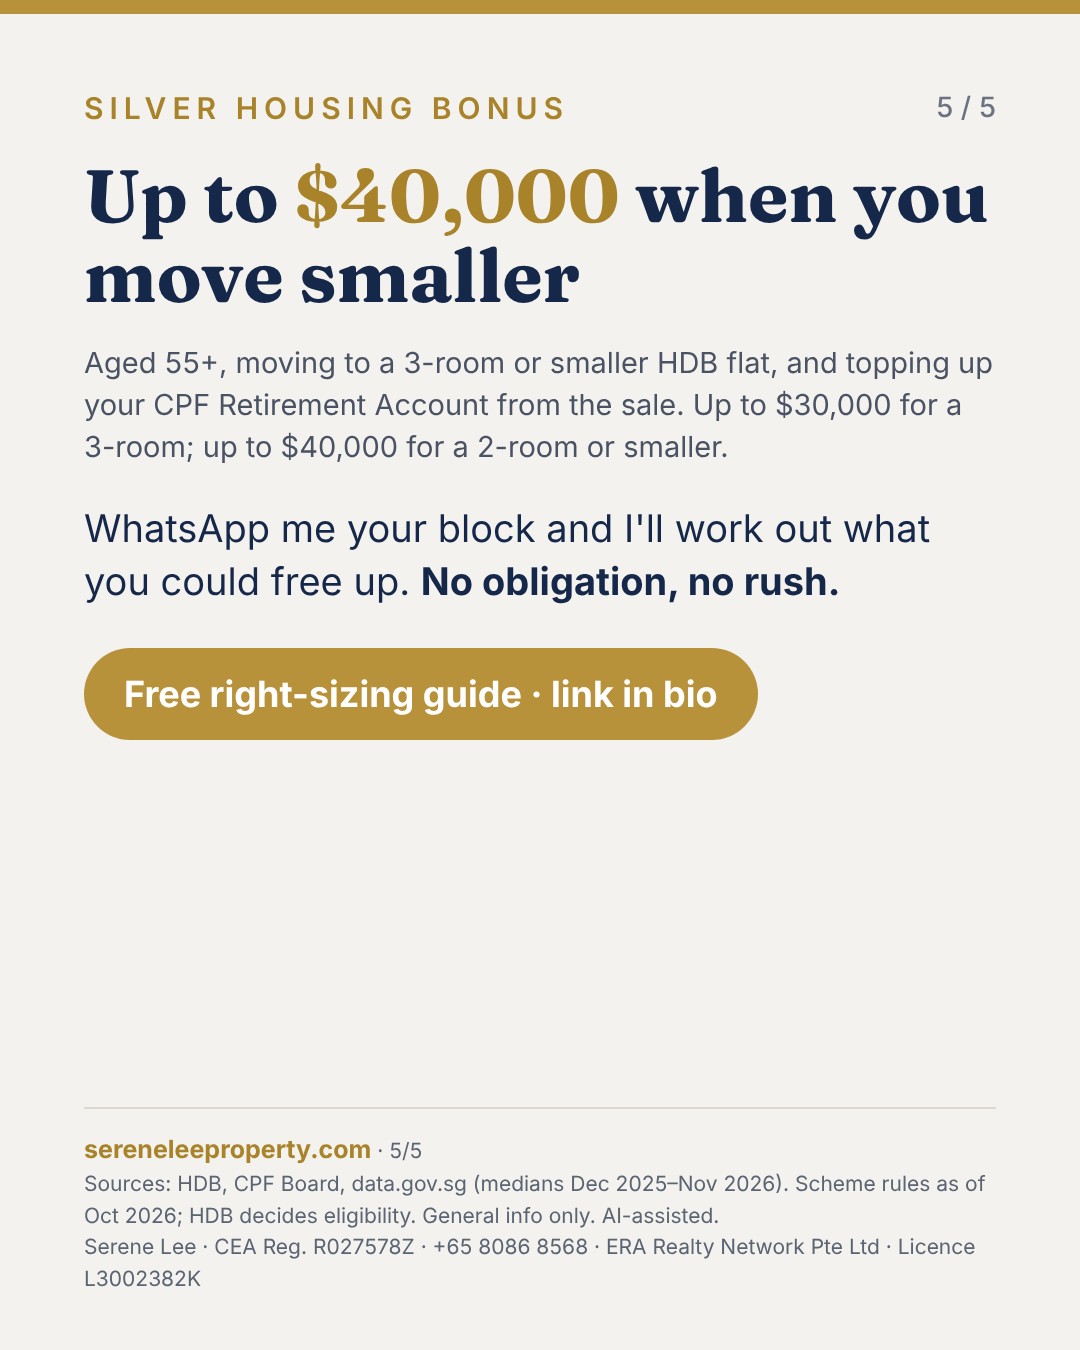 SILVER HOUSING BONUS
5 / 5
Up to $40,000 when you
move smaller
Aged 55+, moving to a 3-room or smaller HDB flat, and topping up
your CPF Retirement Account from the sale. Up to $30,000 for a
3-room; up to $40,000 for a 2-room or smaller.
WhatsApp me your block and I'll work out what
you could free up. No obligation, no rush.
Free right-sizing guide · link in bio
sereneleeproperty.com · 5/5
Sources: HDB, CPF Board, data.gov.sg (medians Dec 2025–Nov 2026). Scheme rules as of
Oct 2026; HDB decides eligibility. General info only. AI-assisted.
Serene Lee · CEA Reg. R027578Z · +65 8086 8568 · ERA Realty Network Pte Ltd · Licence
L3002382K